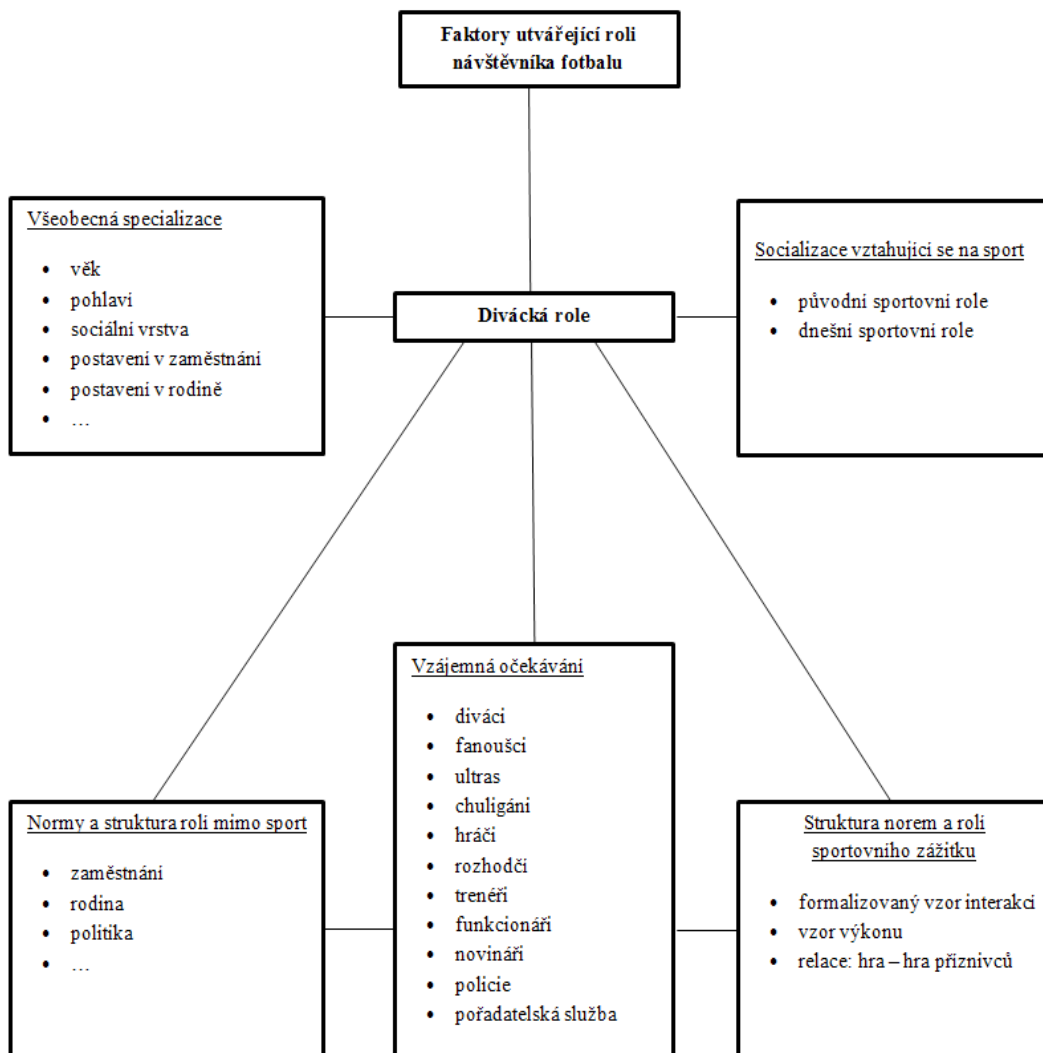 Faktory utvářející roli
návštěvníka fotbalu
Všeobecná specializace
• věk
• pohlaví
• sociální vrstva
• postavení v zaměstnání
• postavení v rodině
• …
Divácká role
Socializace vztahující se na sport
• původní sportovní role
• dnešní sportovní role
Normy a struktura rolí mimo sport
• zaměstnání
• rodina
• politika
• …
Vzájemná očekávání
• diváci
• fanoušci
• ultras
• chuligáni
• hráči
• rozhodčí
• trenéři
• funkcionáři
• novináři
• policie
• pořadatelská služba
Struktura norem a rolí
sportovního zážitku
• formalizovaný vzor interakcí
• vzor výkonu
• relace: hra – hra příznivců